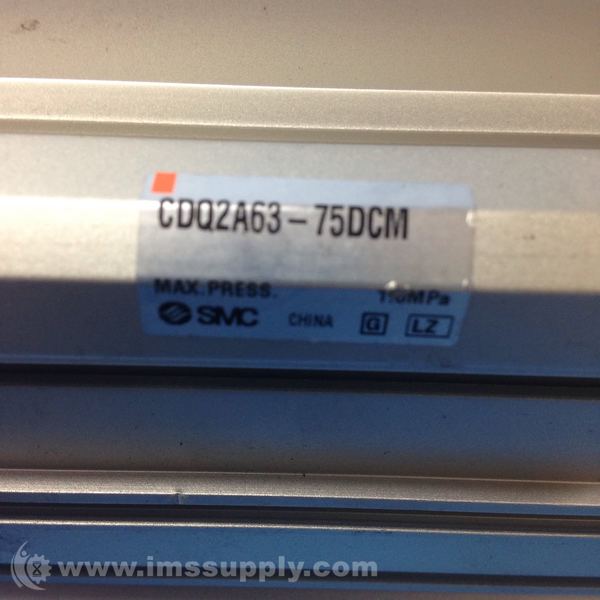 CDQ2A63-75DCM
MAX.PRESS. 1.0MPa
SMC CHINA G LZ
www.imssupply.com